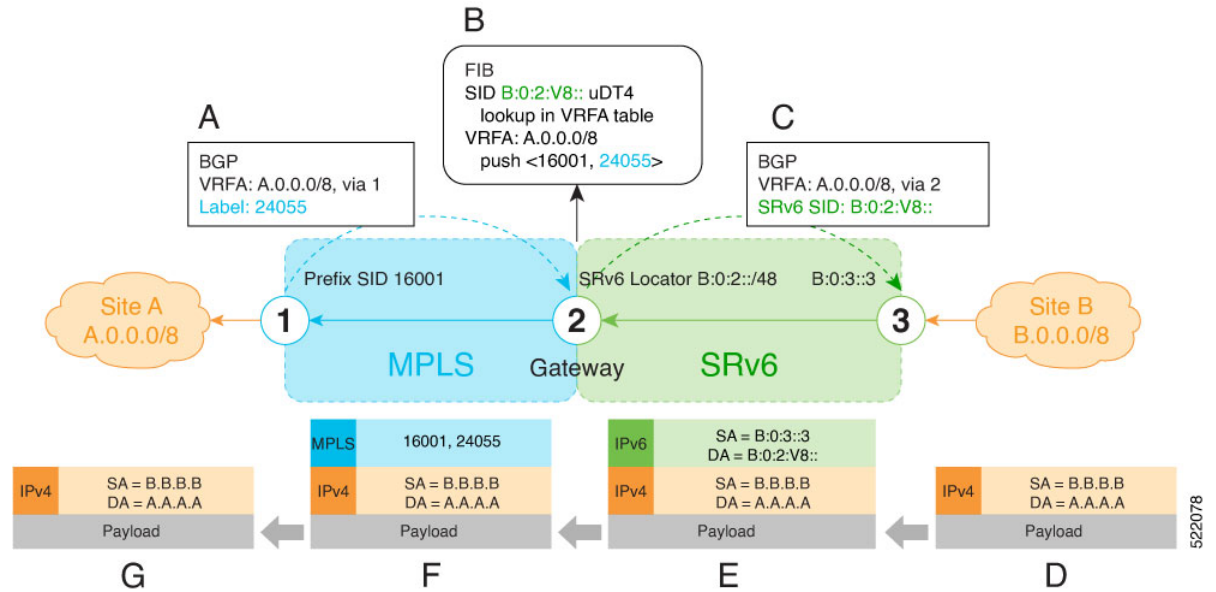 B
FIB
SID B:0:2:V8:: uDT4
lookup in VRFA table
VRFA: A.0.0.0/8
push <16001, 24055>
A
BGP
VRFA: A.0.0.0/8, via 1
Label: 24055
C
BGP
VRFA: A.0.0.0/8, via 2
SRv6 SID: B:0:2:V8::
Prefix SID 16001
SRv6 Locator B:0:2::/48
B:0:3::3
Site A
A.0.0.0/8
1
2
3
Site B
B.0.0.0/8
MPLS
Gateway
SRv6
MPLS
16001, 24055
IPv6
SA = B:0:3::3
DA = B:0:2:V8::
IPv4
SA = B.B.B.B
DA = A.A.A.A
Payload
IPv4
SA = B.B.B.B
DA = A.A.A.A
Payload
IPv4
SA = B.B.B.B
DA = A.A.A.A
Payload
IPv4
SA = B.B.B.B
DA = A.A.A.A
Payload
522078
G
F
E
D